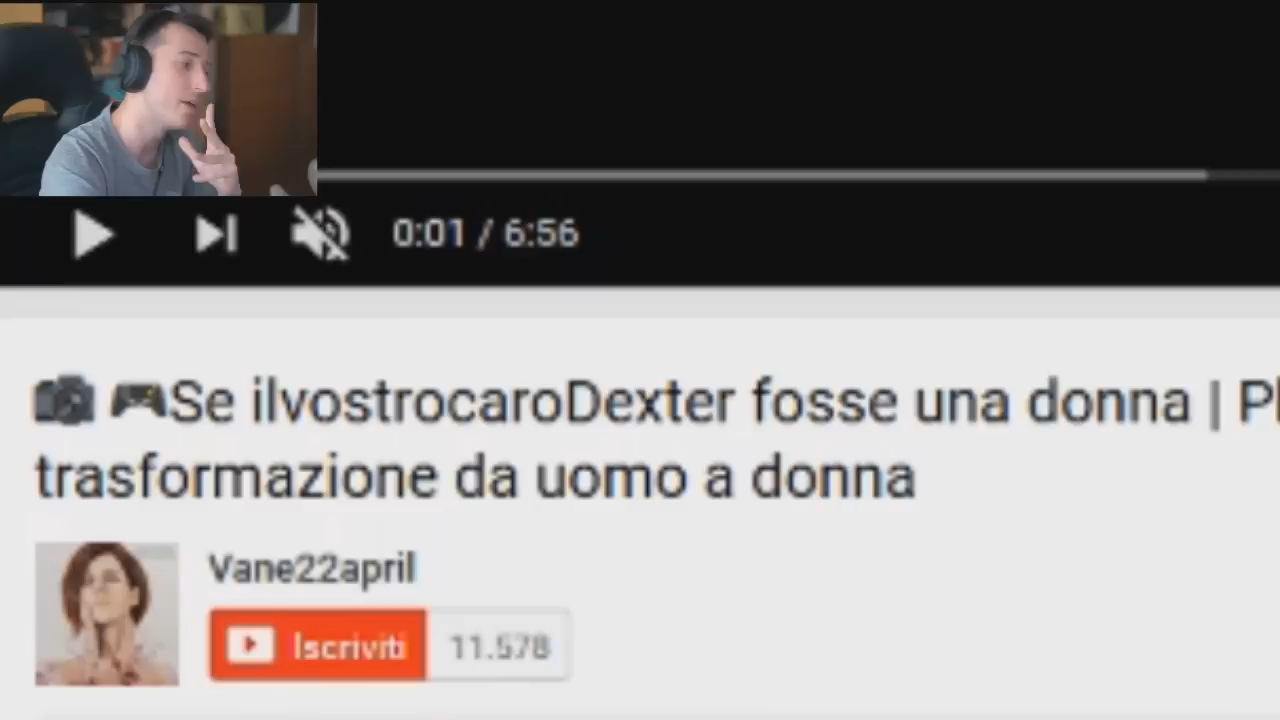 0:01 / 6:56
Se ilvostrocaroDexter fosse una donna |
trasformazione da uomo a donna
Vane22april
Iscriviti 11.578